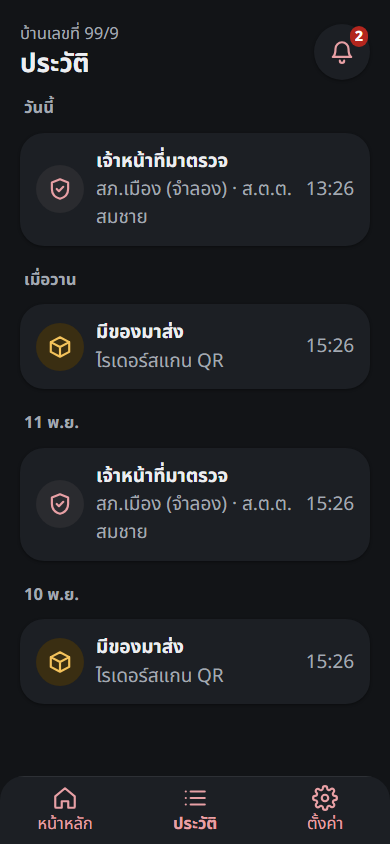 บ้านเลขที่ 99/9
ประวัติ
2
วันนี้
เจ้าหน้าที่มาตรวจ
สภ.เมือง (จำลอง) · ส.ต.ต. สมชาย
13:26
เมื่อวาน
มีของมาส่ง
ไรเดอร์สแกน QR
15:26
11 พ.ย.
เจ้าหน้าที่มาตรวจ
สภ.เมือง (จำลอง) · ส.ต.ต. สมชาย
15:26
10 พ.ย.
มีของมาส่ง
ไรเดอร์สแกน QR
15:26
หน้าหลัก
ประวัติ
ตั้งค่า